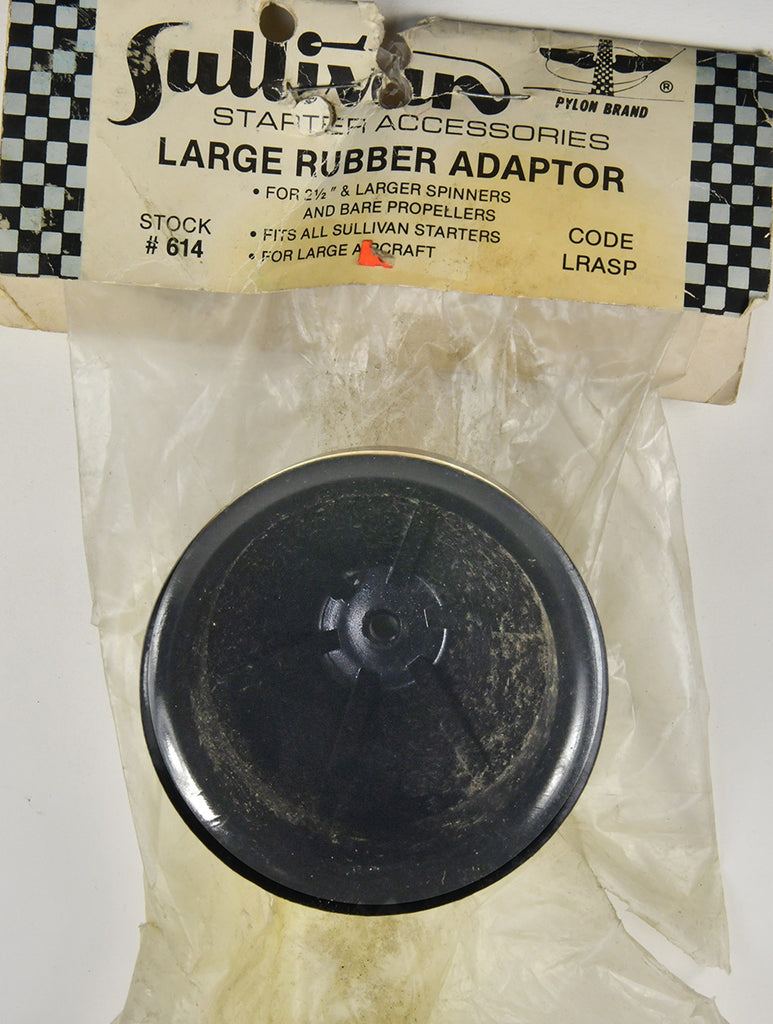 Sullivan
®
PYLON BRAND
STARTER ACCESSORIES
LARGE RUBBER ADAPTOR
• FOR 2½" & LARGER SPINNERS
AND BARE PROPELLERS
• FITS ALL SULLIVAN STARTERS
• FOR LARGE AIRCRAFT
STOCK
# 614
CODE
LRASP